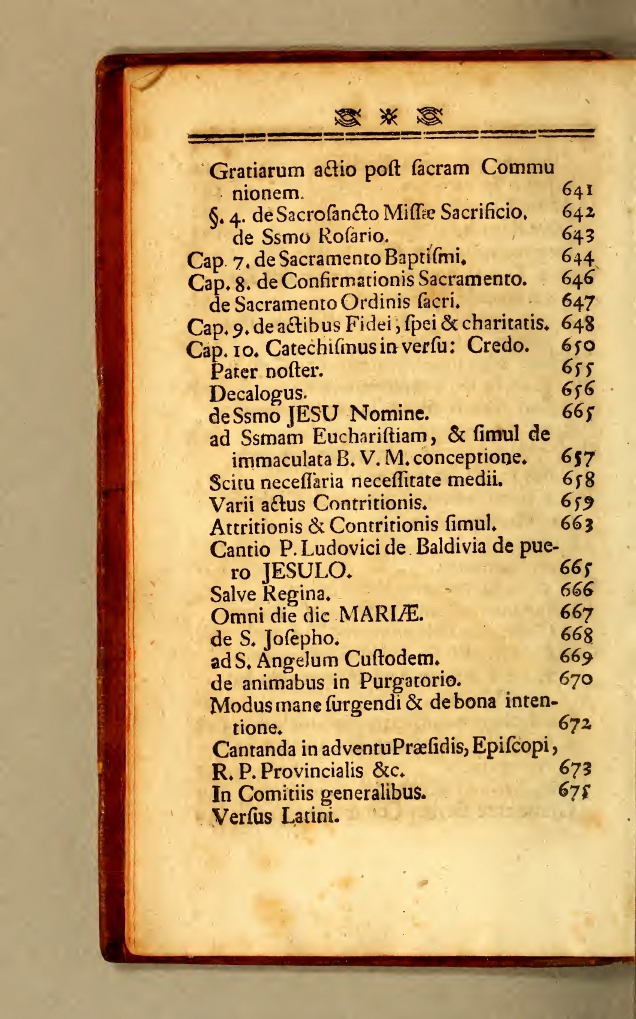 Gratiarum actio poſt ſacram Commu
nionem. 641
§. 4. de Sacroſancto Miſſæ Sacrificio. 642
de Ssmo Roſario. 643
Cap. 7. de Sacramento Baptiſmi. 644
Cap. 8. de Confirmationis Sacramento. 646
de Sacramento Ordinis ſacri. 647
Cap. 9. de actibus Fidei, ſpei & charitatis. 648
Cap. 10. Catechiſmus in verſu: Credo. 650
Pater noſter. 655
Decalogus. 656
de Ssmo JESU Nomine. 665
ad Ssmam Euchariſtiam, & ſimul de
immaculata B. V. M. conceptione. 657
Scitu neceſſaria neceſſitate medii. 658
Varii actus Contritionis. 659
Attritionis & Contritionis ſimul. 663
Cantio P. Ludovici de Baldivia de pue-
ro JESULO. 665
Salve Regina. 666
Omni die dic MARIÆ. 667
de S. Joſepho. 668
ad S. Angelum Cuſtodem. 669
de animabus in Purgatorio. 670
Modus mane ſurgendi & de bona inten-
tione. 672
Cantanda in adventu Præſidis, Epiſcopi,
R. P. Provincialis &c. 673
In Comitiis generalibus. 675
Verſus Latini.